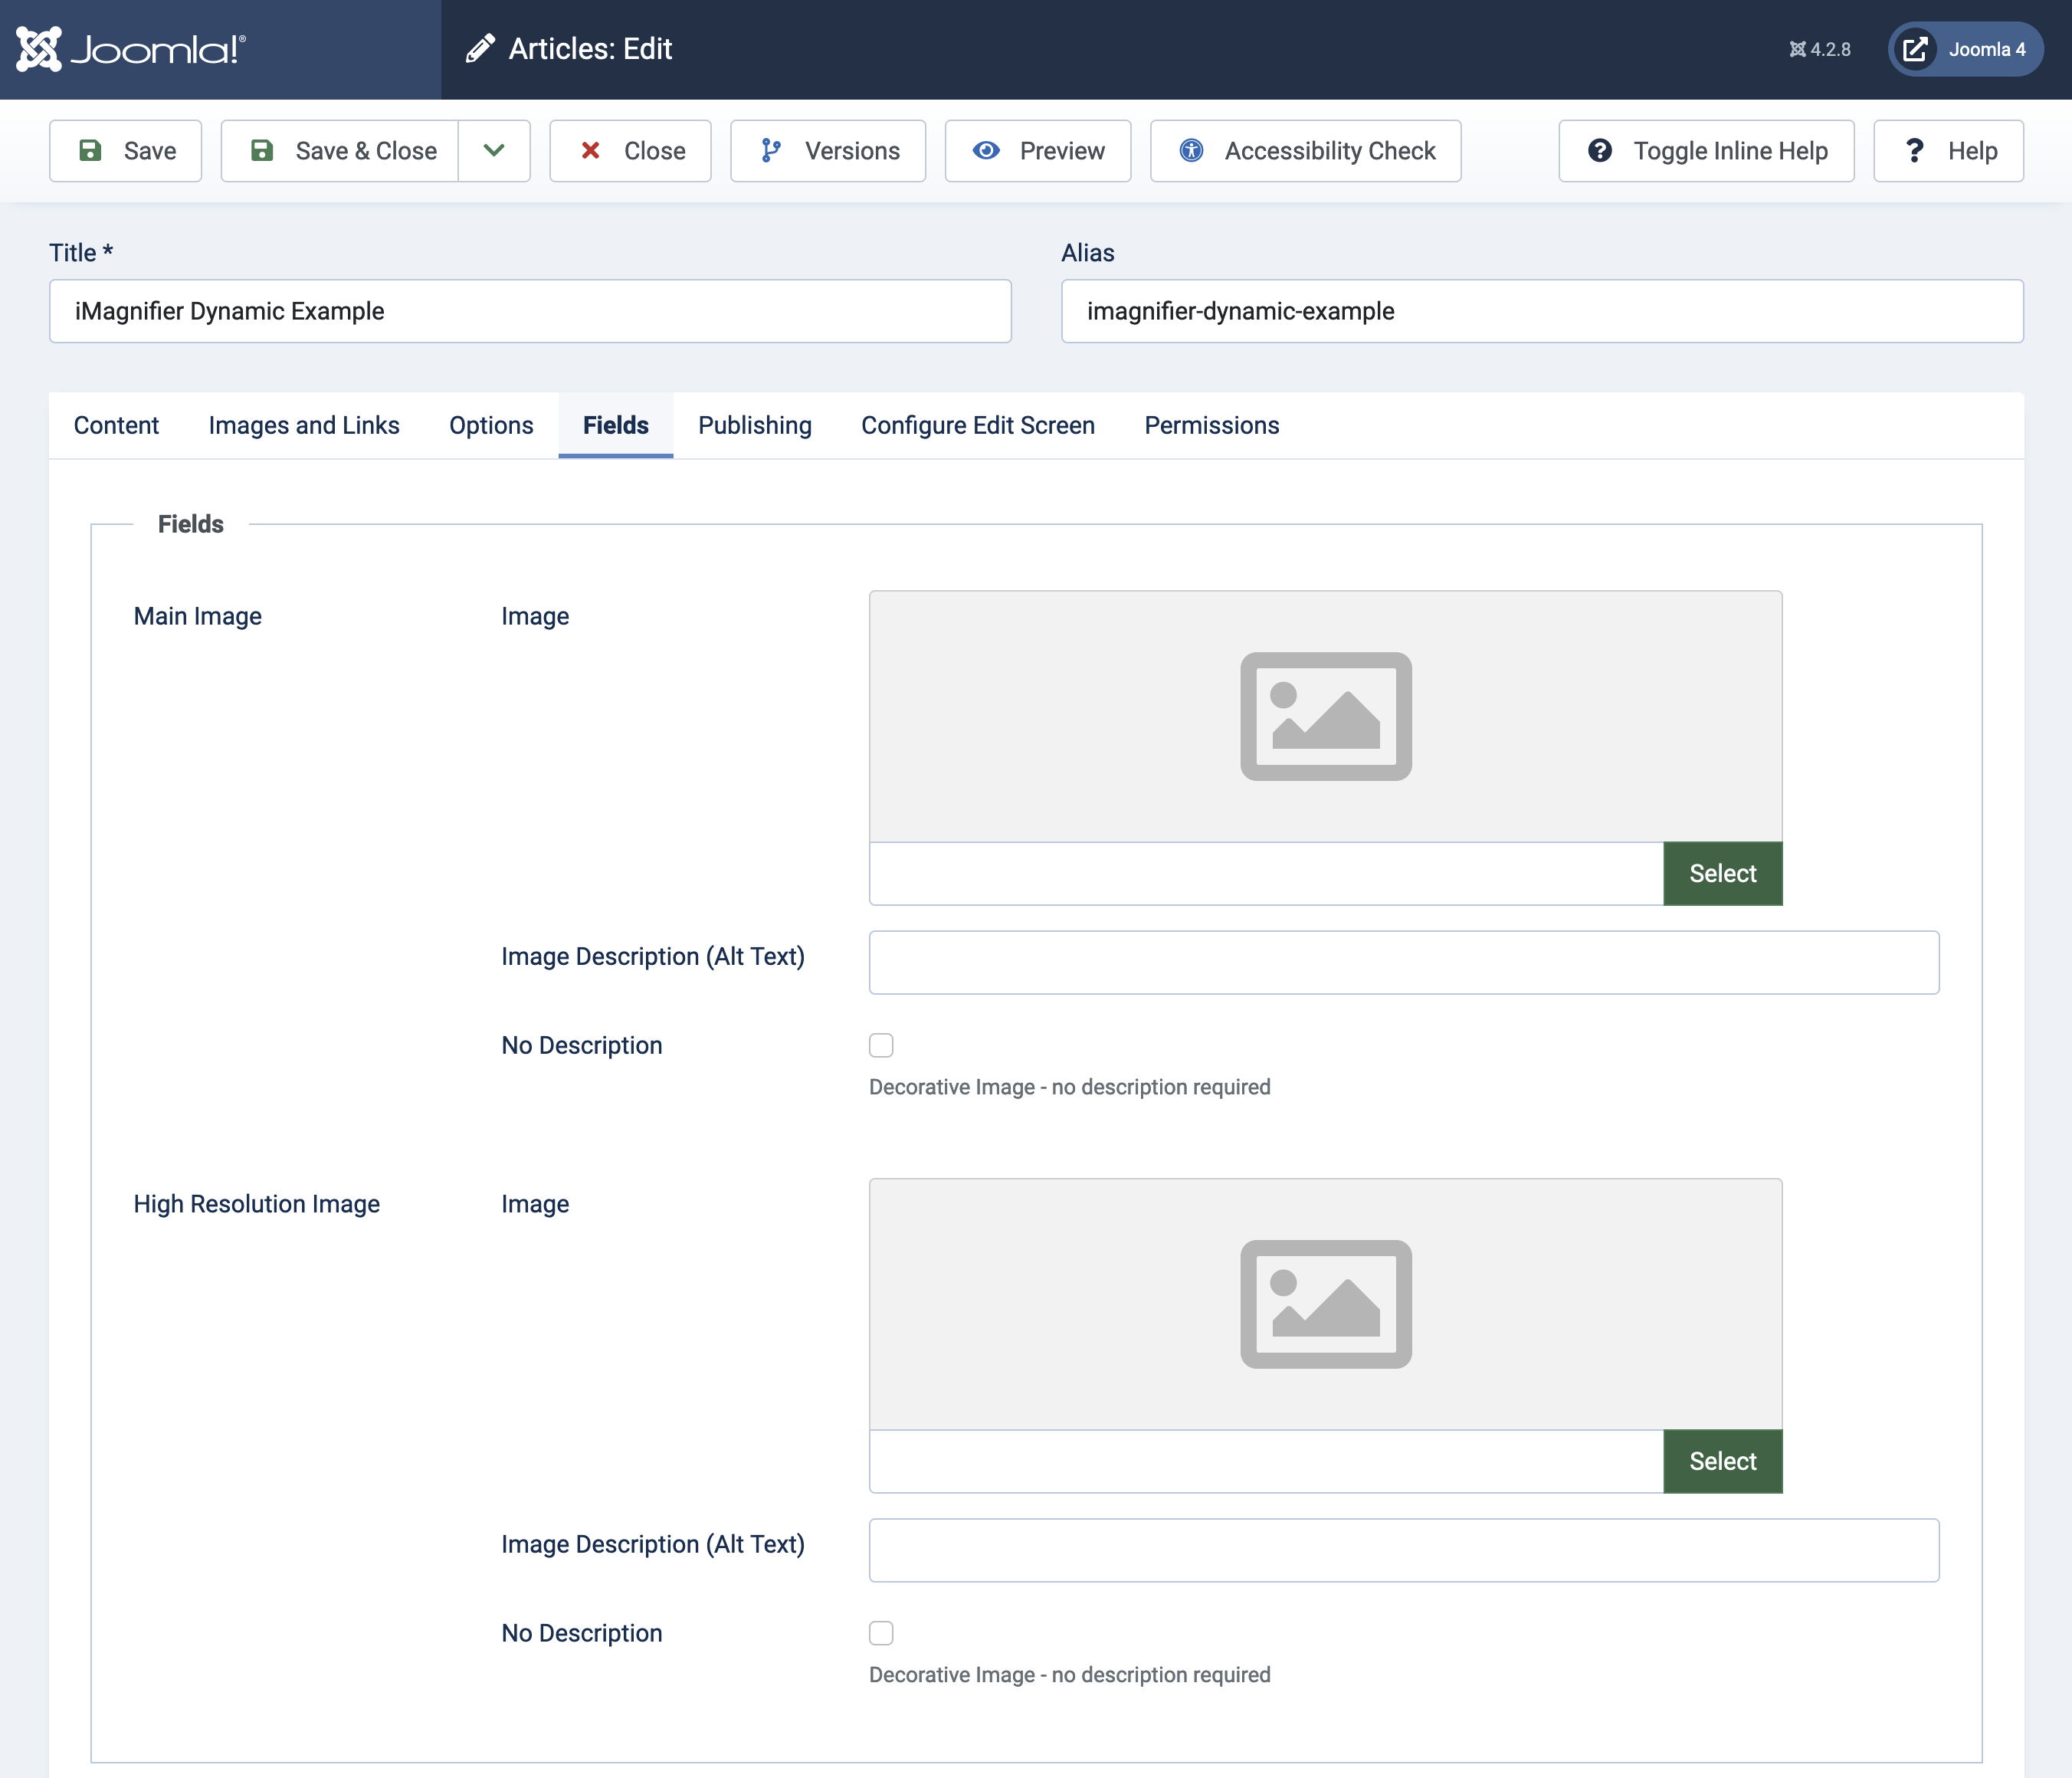 Joomla!®
Articles: Edit
4.2.8
Joomla 4
Save
Save & Close
Close
Versions
Preview
Accessibility Check
Toggle Inline Help
Help
Title *
Alias
iMagnifier Dynamic Example
imagnifier-dynamic-example
Content
Images and Links
Options
Fields
Publishing
Configure Edit Screen
Permissions
Fields
Main Image
Image
Select
Image Description (Alt Text)
No Description
Decorative Image - no description required
High Resolution Image
Image
Select
Image Description (Alt Text)
No Description
Decorative Image - no description required